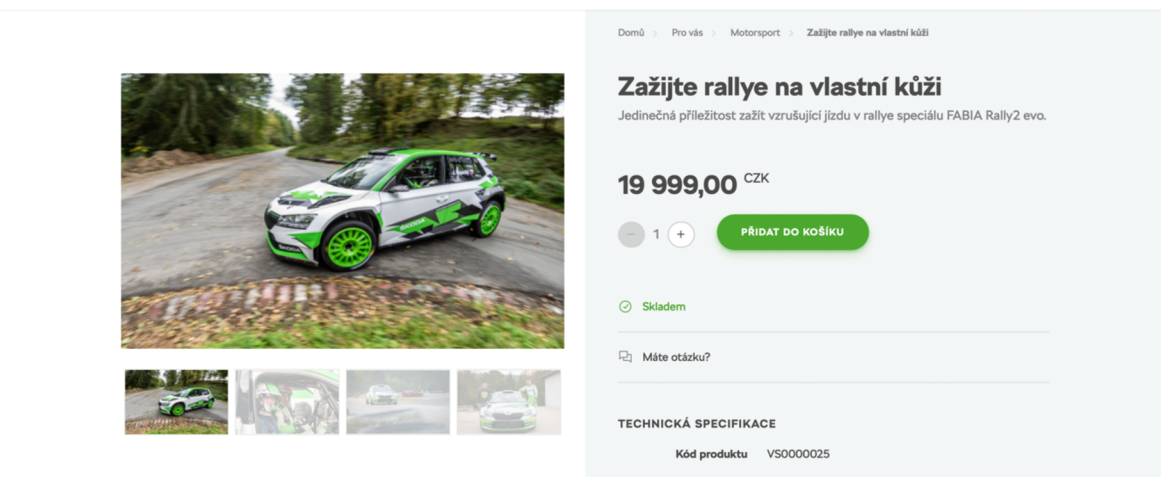 Domů > Pro vás > Motorsport > Zažijte rallye na vlastní kůži
Zažijte rallye na vlastní kůži
Jedinečná příležitost zažít vzrušující jízdu v rallye speciálu FABIA Rally2 evo.
19 999,00 CZK
− 1 + PŘIDAT DO KOŠÍKU
Skladem
Máte otázku?
TECHNICKÁ SPECIFIKACE
Kód produktu VS0000025
ŠKODA
ŠKODA